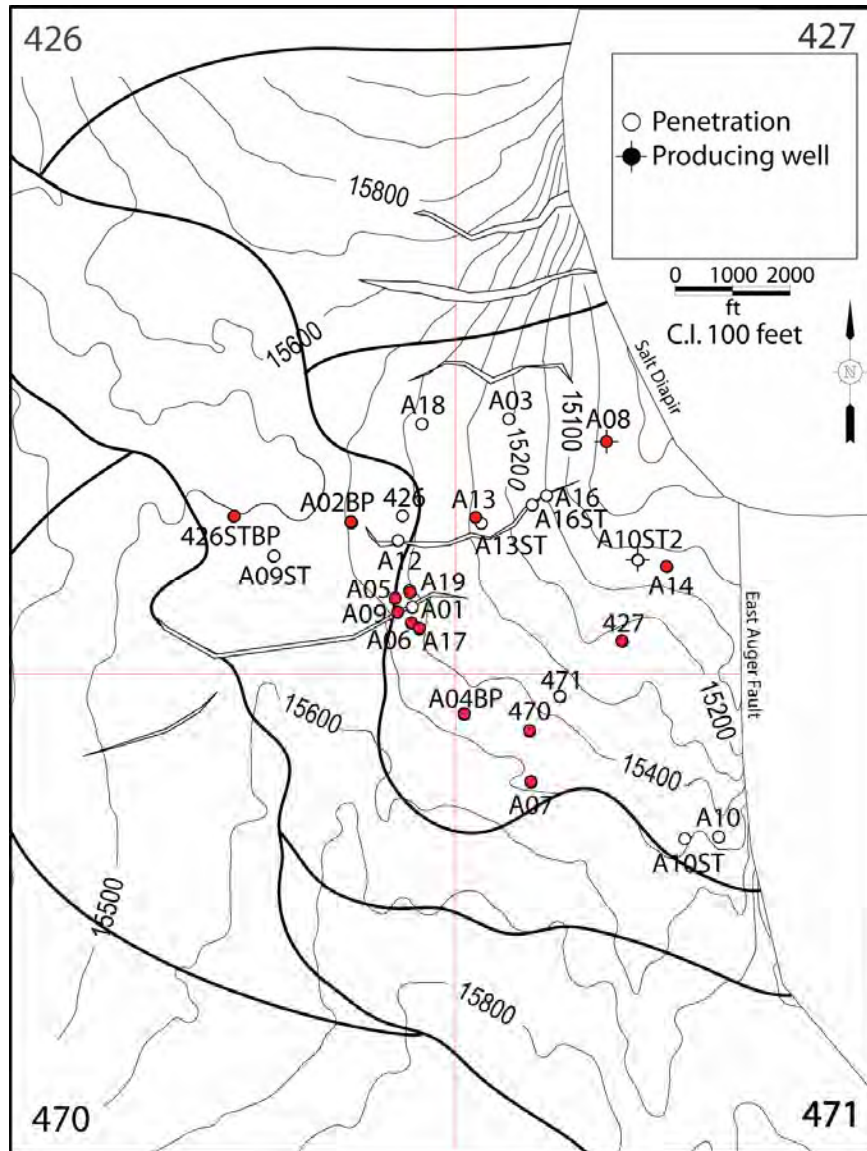 426
427
Penetration
Producing well
0 1000 2000
ft
C.I. 100 feet
N
15800
15600
Salt Diapir
A18
A03
15200
15100
A08
426STBP
A02BP
426
A13
A16
A16ST
A13ST
A10ST2
A09ST
A12
A14
A05
A19
A09
A01
A06
A17
427
East Auger Fault
471
15200
15600
A04BP
470
15400
A07
A10
A10ST
15500
15800
470
471